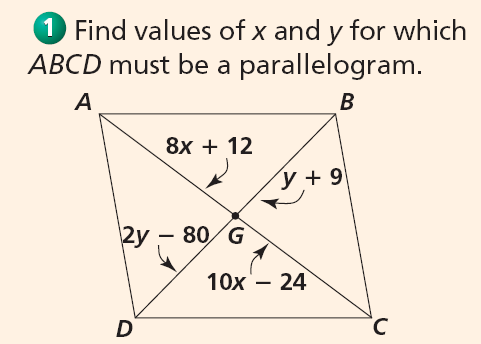 1 Find values of x and y for which
ABCD must be a parallelogram.
A
B
8x + 12
y + 9
2y – 80
G
10x – 24
D
C